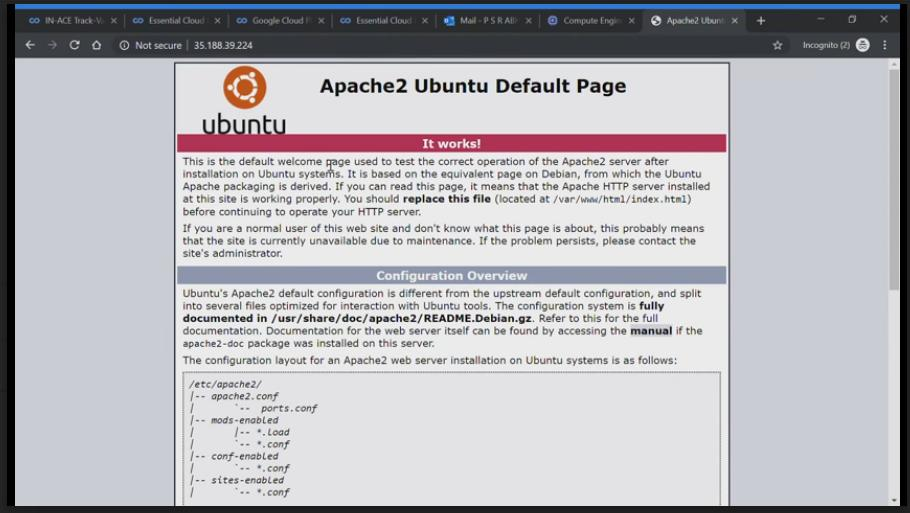 IN-ACE Track-V
Essential Cloud
Google Cloud P
Essential Cloud
Mail - P S R AB
Compute Engin
Apache2 Ubunt
Not secure | 35.188.39.224
Incognito (2)
ubuntu
Apache2 Ubuntu Default Page
It works!
This is the default welcome page used to test the correct operation of the Apache2 server after
installation on Ubuntu systems. It is based on the equivalent page on Debian, from which the Ubuntu
Apache packaging is derived. If you can read this page, it means that the Apache HTTP server installed
at this site is working properly. You should replace this file (located at /var/www/html/index.html)
before continuing to operate your HTTP server.
If you are a normal user of this web site and don't know what this page is about, this probably means
that the site is currently unavailable due to maintenance. If the problem persists, please contact the
site's administrator.
Configuration Overview
Ubuntu's Apache2 default configuration is different from the upstream default configuration, and split
into several files optimized for interaction with Ubuntu tools. The configuration system is fully
documented in /usr/share/doc/apache2/README.Debian.gz. Refer to this for the full
documentation. Documentation for the web server itself can be found by accessing the manual if the
apache2-doc package was installed on this server.
The configuration layout for an Apache2 web server installation on Ubuntu systems is as follows:
/etc/apache2/
|-- apache2.conf
|       `--  ports.conf
|-- mods-enabled
|       |-- *.load
|       `-- *.conf
|-- conf-enabled
|       `-- *.conf
|-- sites-enabled
|       `-- *.conf